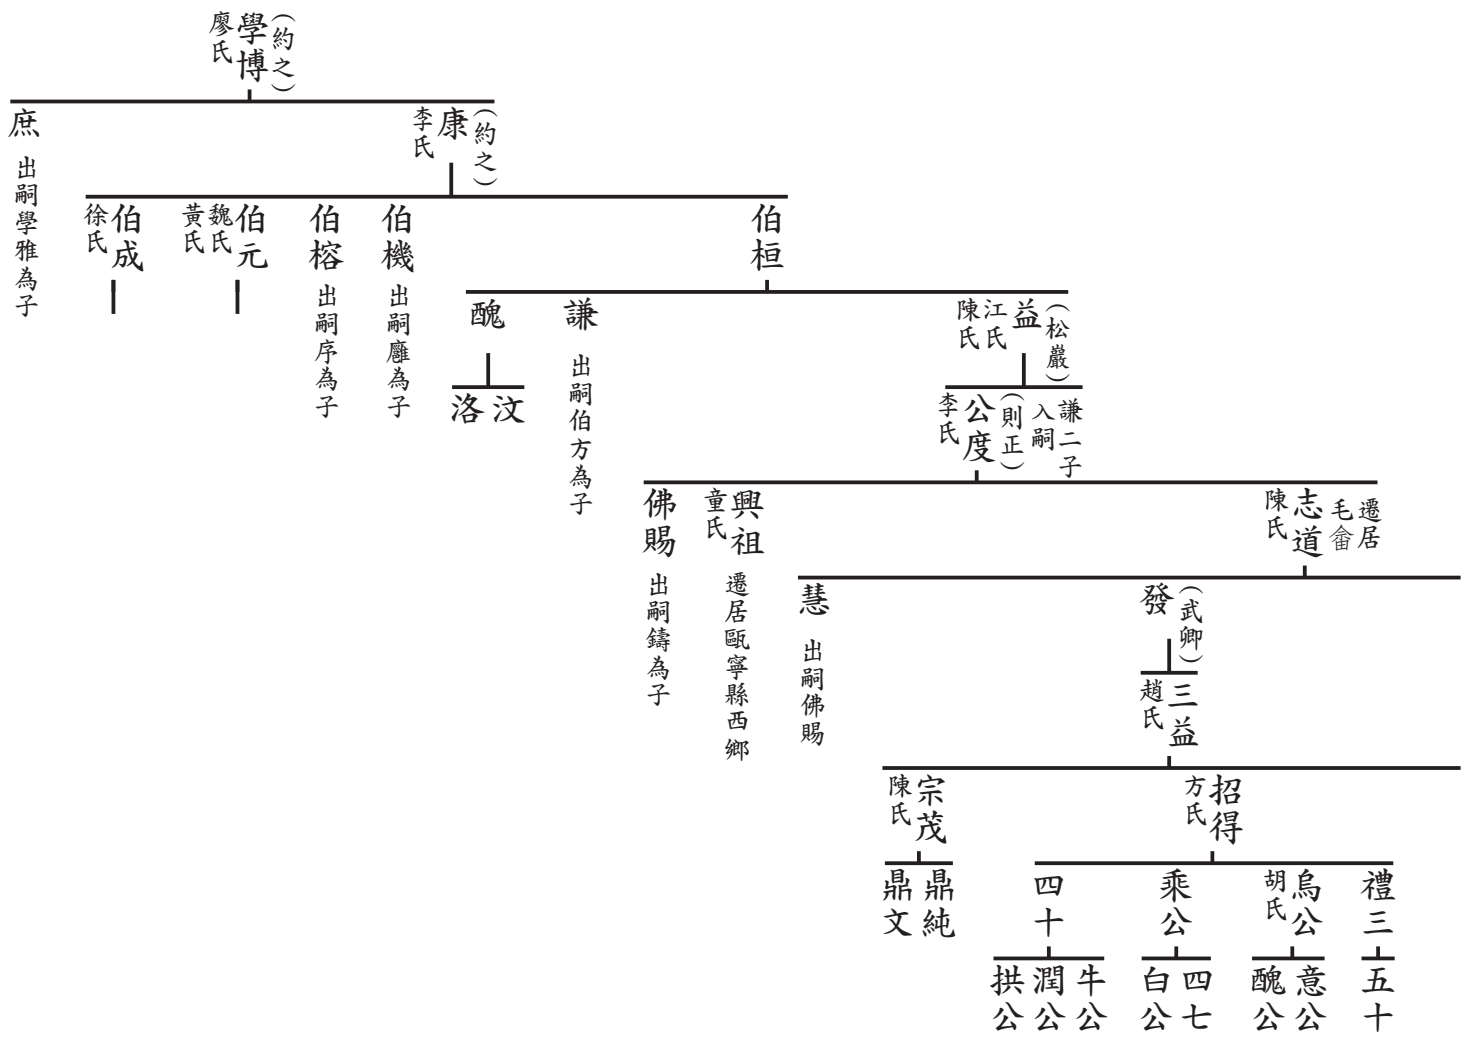 (約之)
學博
廖氏
(約之)
康
李氏
庶
出嗣學雅為子
伯桓
伯機
出嗣廱為子
伯榕
出嗣序為子
伯元
魏氏
黃氏
伯成
徐氏
(松巖)
益
江氏
陳氏
謙
出嗣伯方為子
醜
謙二子
入嗣
(則正)
公度
李氏
汶
洛
遷居
毛畲
志道
陳氏
興祖
童氏
遷居甌寧縣西鄉
佛賜
出嗣鑄為子
(武卿)
發
慧
出嗣佛賜
三益
趙氏
招得
方氏
宗茂
陳氏
禮三
烏公
胡氏
乘公
四十
鼎純
鼎文
五十
意公
醜公
四七
白公
牛公
潤公
拱公